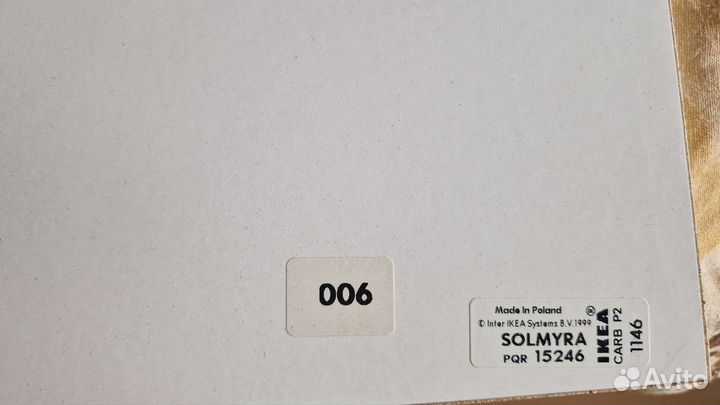 006
Made in Poland
© Inter IKEA Systems B.V. 1999
SOLMYRA
PQR 15246
IKEA®
CARB P2
1146
Avito